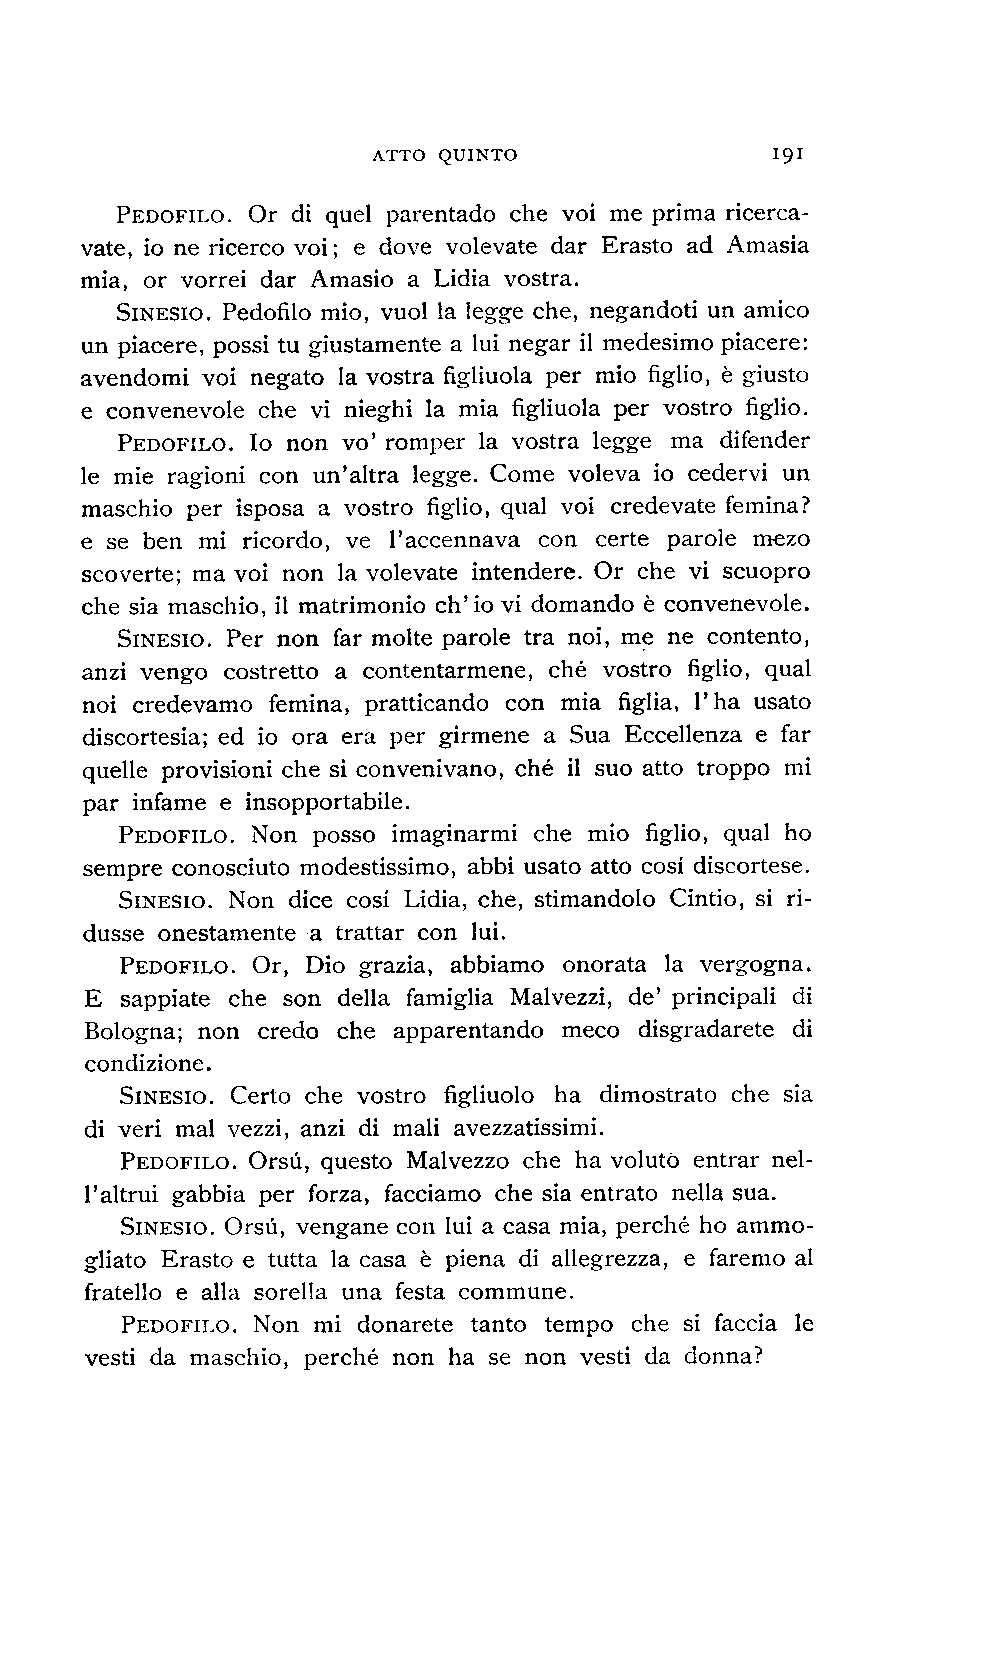 ATTO QUINTO 191
PEDOFILO. Or di quel parentado che voi me prima ricerca-
vate, io ne ricerco voi; e dove volevate dar Erasto ad Amasia
mia, or vorrei dar Amasio a Lidia vostra.
SINESIO. Pedofilo mio, vuol la legge che, negandoti un amico
un piacere, possi tu giustamente a lui negar il medesimo piacere:
avendomi voi negato la vostra figliuola per mio figlio, è giusto
e convenevole che vi nieghi la mia figliuola per vostro figlio.
PEDOFILO. Io non vo' romper la vostra legge ma difender
le mie ragioni con un'altra legge. Come voleva io cedervi un
maschio per isposa a vostro figlio, qual voi credevate femina?
e se ben mi ricordo, ve l'accennava con certe parole mezo
scoverte; ma voi non la volevate intendere. Or che vi scuopro
che sia maschio, il matrimonio ch'io vi domando è convenevole.
SINESIO. Per non far molte parole tra noi, me ne contento,
anzi vengo costretto a contentarmene, ché vostro figlio, qual
noi credevamo femina, pratticando con mia figlia, l'ha usato
discortesia; ed io ora era per girmene a Sua Eccellenza e far
quelle provisioni che si convenivano, ché il suo atto troppo mi
par infame e insopportabile.
PEDOFILO. Non posso imaginarmi che mio figlio, qual ho
sempre conosciuto modestissimo, abbi usato atto cosí discortese.
SINESIO. Non dice cosí Lidia, che, stimandolo Cintio, si ri-
dusse onestamente a trattar con lui.
PEDOFILO. Or, Dio grazia, abbiamo onorata la vergogna.
E sappiate che son della famiglia Malvezzi, de' principali di
Bologna; non credo che apparentando meco disgradarete di
condizione.
SINESIO. Certo che vostro figliuolo ha dimostrato che sia
di veri mal vezzi, anzi di mali avezzatissimi.
PEDOFILO. Orsú, questo Malvezzo che ha voluto entrar nel-
l'altrui gabbia per forza, facciamo che sia entrato nella sua.
SINESIO. Orsú, vengane con lui a casa mia, perché ho ammo-
gliato Erasto e tutta la casa è piena di allegrezza, e faremo al
fratello e alla sorella una festa commune.
PEDOFILO. Non mi donarete tanto tempo che si faccia le
vesti da maschio, perché non ha se non vesti da donna?